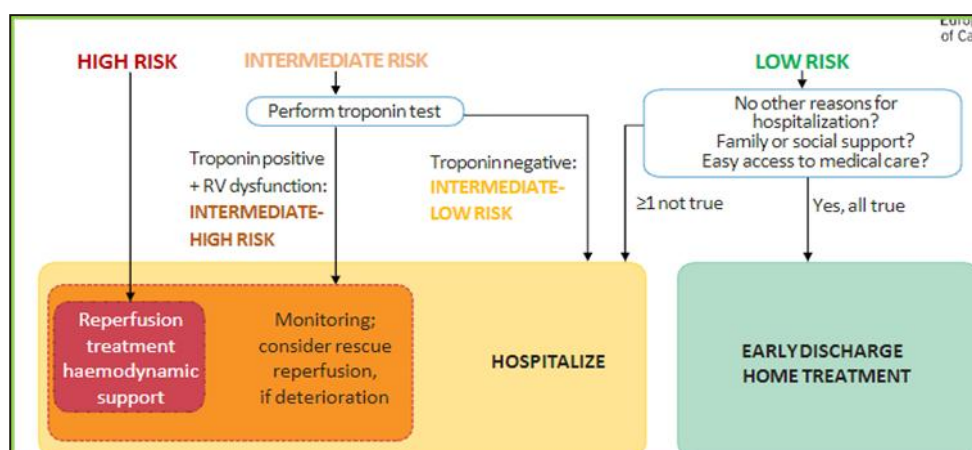 of Ca
HIGH RISK
INTERMEDIATE RISK
LOW RISK
Perform troponin test
No other reasons for
hospitalization?
Family or social support?
Easy access to medical care?
Troponin positive
+ RV dysfunction:
INTERMEDIATE-
HIGH RISK
Troponin negative:
INTERMEDIATE-
LOW RISK
≥1 not true
Yes, all true
Reperfusion
treatment
haemodynamic
support
Monitoring;
consider rescue
reperfusion,
if deterioration
HOSPITALIZE
EARLY DISCHARGE
HOME TREATMENT